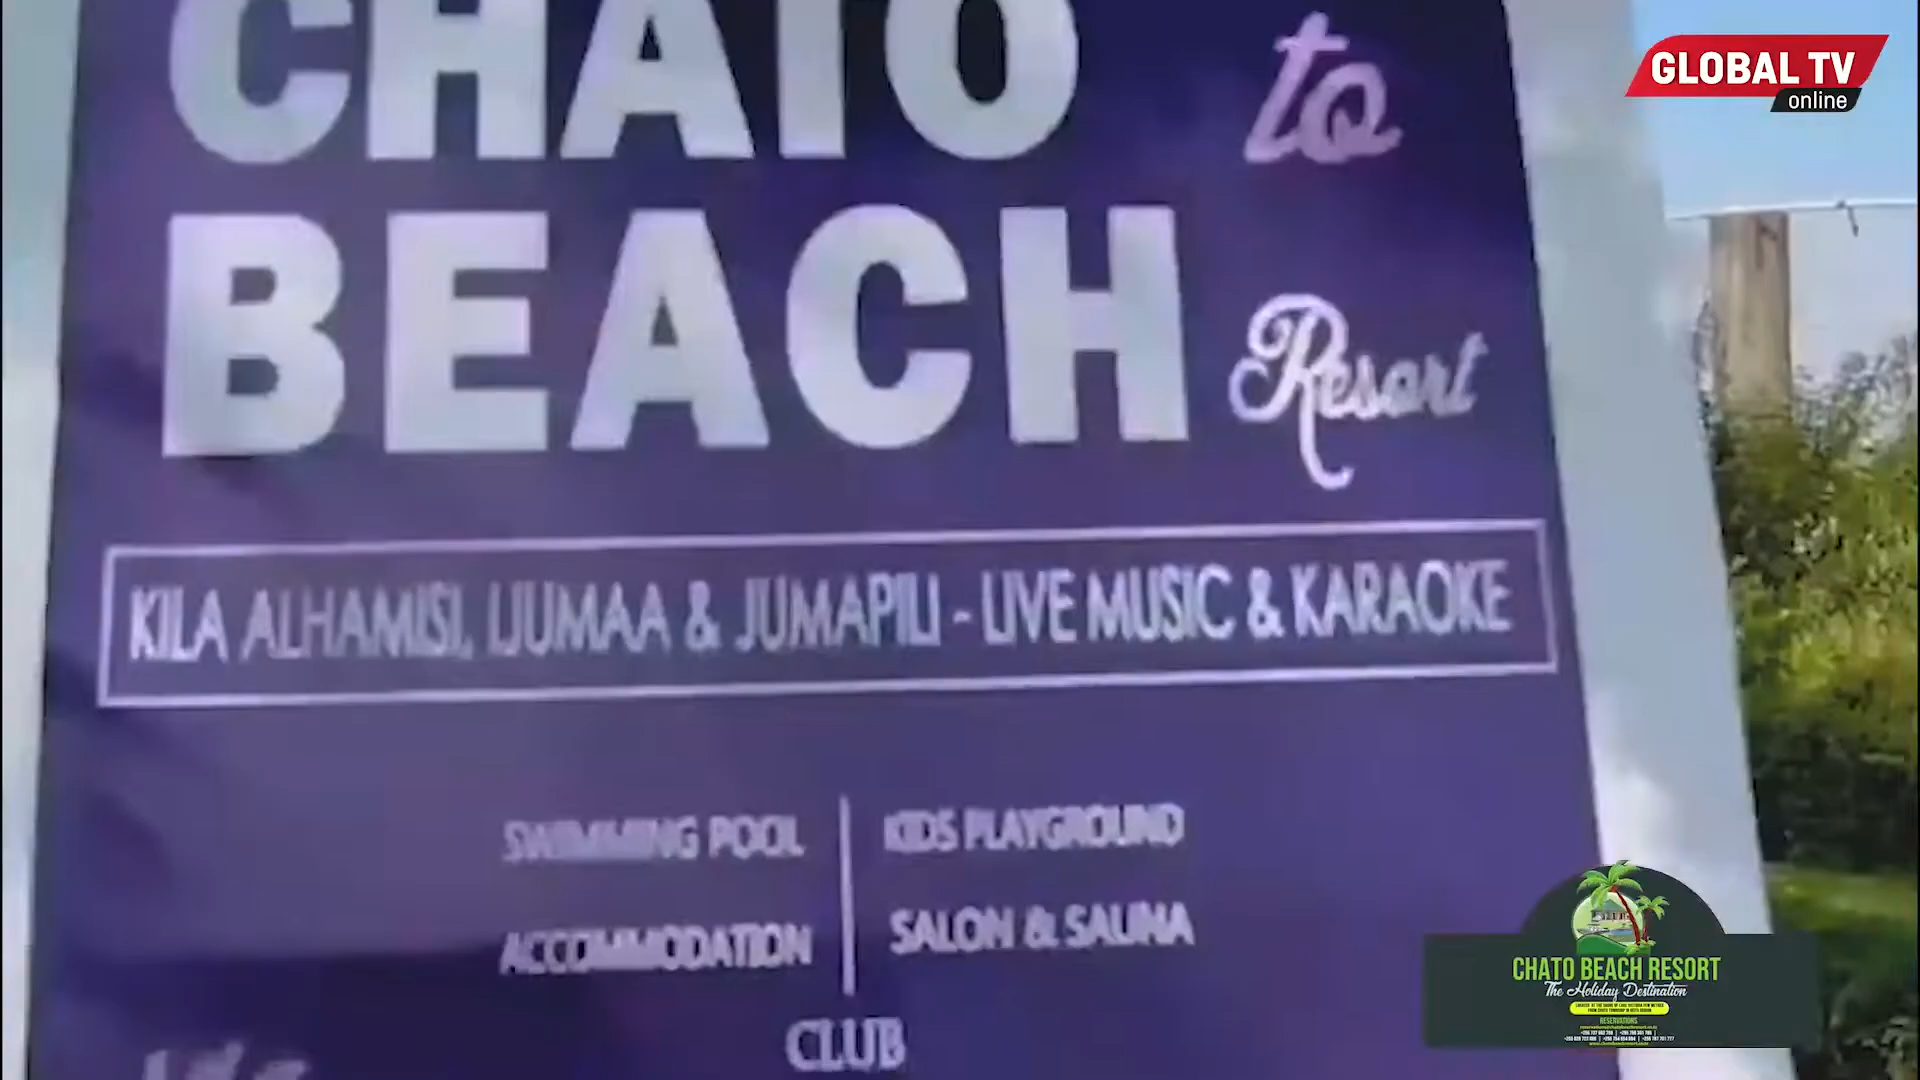 GLOBAL TV
online
CHATO to
BEACH Resort
KILA ALHAMISI, IJUMAA & JUMAPILI - LIVE MUSIC & KARAOKE
SWIMMING POOL
KIDS PLAYGROUND
ACCOMMODATION
SALON & SAUNA
CLUB
CHATO BEACH RESORT
The Holiday Destination
RESERVATIONS